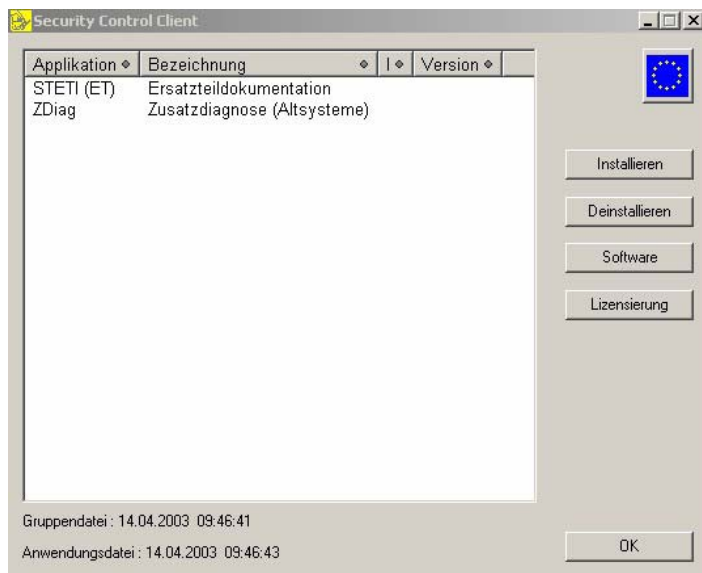 Security Control Client
Applikation Bezeichnung I Version
STETI (ET) Ersatzteildokumentation
ZDiag Zusatzdiagnose (Altsysteme)
Installieren
Deinstallieren
Software
Lizensierung
Gruppendatei : 14.04.2003 09:46:41
Anwendungsdatei : 14.04.2003 09:46:43
OK